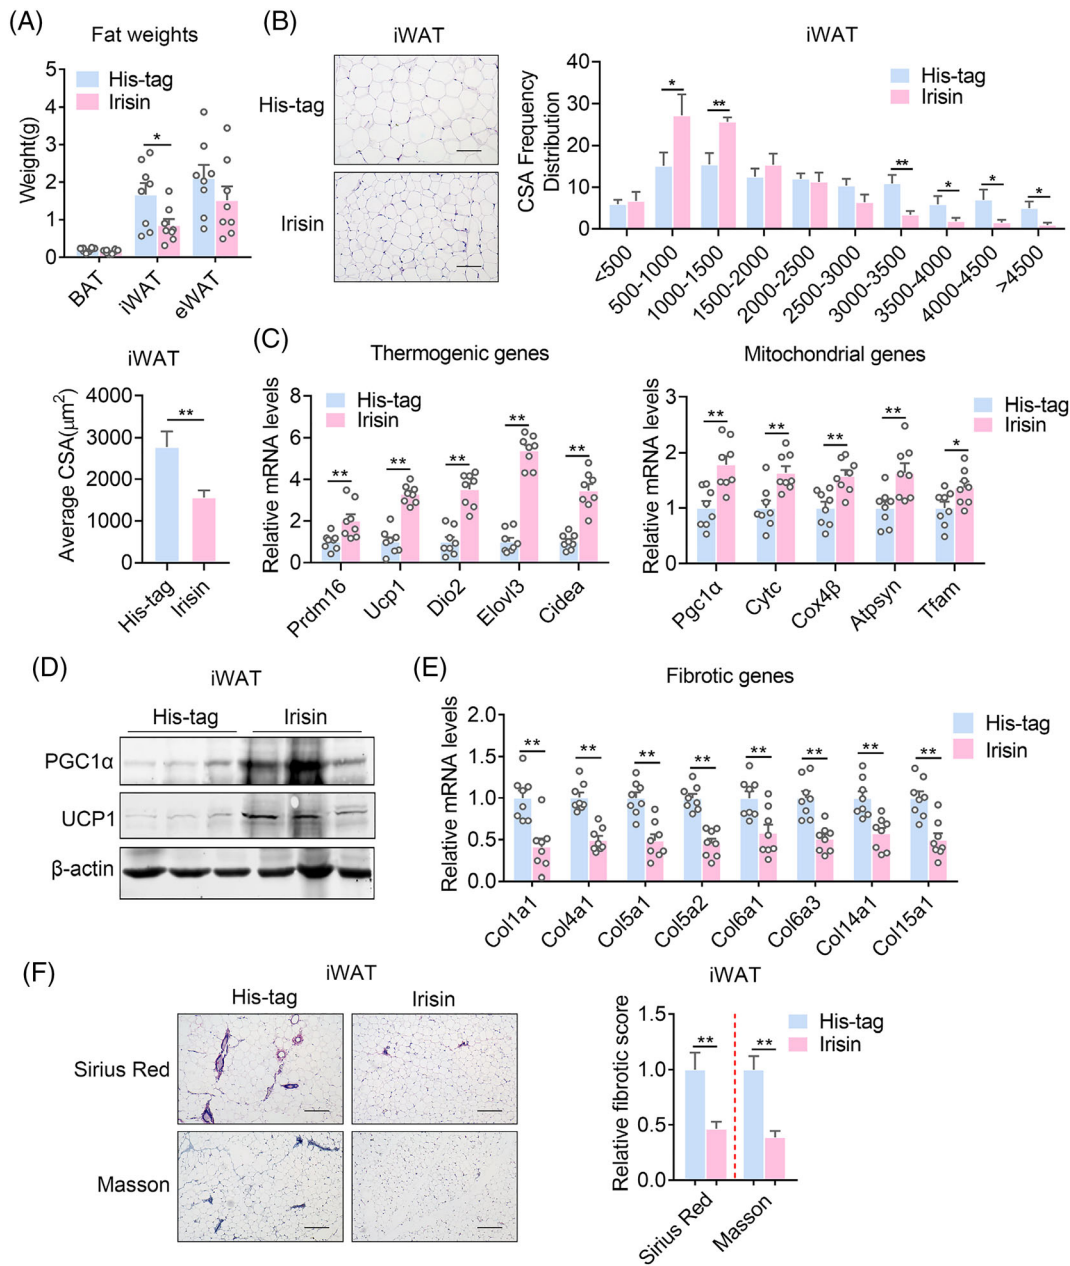 (A)
Fat weights
Weight(g)
5
4
3
2
1
0
His-tag
Irisin
*
BAT
iWAT
eWAT
(B)
iWAT
His-tag
Irisin
iWAT
CSA Frequency
Distribution
40
30
20
10
0
His-tag
Irisin
*
**
**
*
*
*
<500
500-1000
1000-1500
1500-2000
2000-2500
2500-3000
3000-3500
3500-4000
4000-4500
>4500
iWAT
Average CSA(μm²)
4000
3000
2000
1000
0
**
His-tag
Irisin
(C)
Thermogenic genes
Relative mRNA levels
8
6
4
2
0
His-tag
Irisin
**
**
**
**
**
Prdm16
Ucp1
Dio2
Elovl3
Cidea
Mitochondrial genes
Relative mRNA levels
3
2
1
0
His-tag
Irisin
**
**
**
**
*
Pgc1α
Cytc
Cox4β
Atpsyn
Tfam
(D)
iWAT
His-tag
Irisin
PGC1α
UCP1
β-actin
(E)
Fibrotic genes
Relative mRNA levels
2.0
1.5
1.0
0.5
0.0
His-tag
Irisin
**
**
**
**
**
**
**
**
Col1a1
Col4a1
Col5a1
Col5a2
Col6a1
Col6a3
Col14a1
Col15a1
(F)
iWAT
His-tag
Irisin
Sirius Red
Masson
iWAT
Relative fibrotic score
1.5
1.0
0.5
0.0
His-tag
Irisin
**
**
Sirius Red
Masson